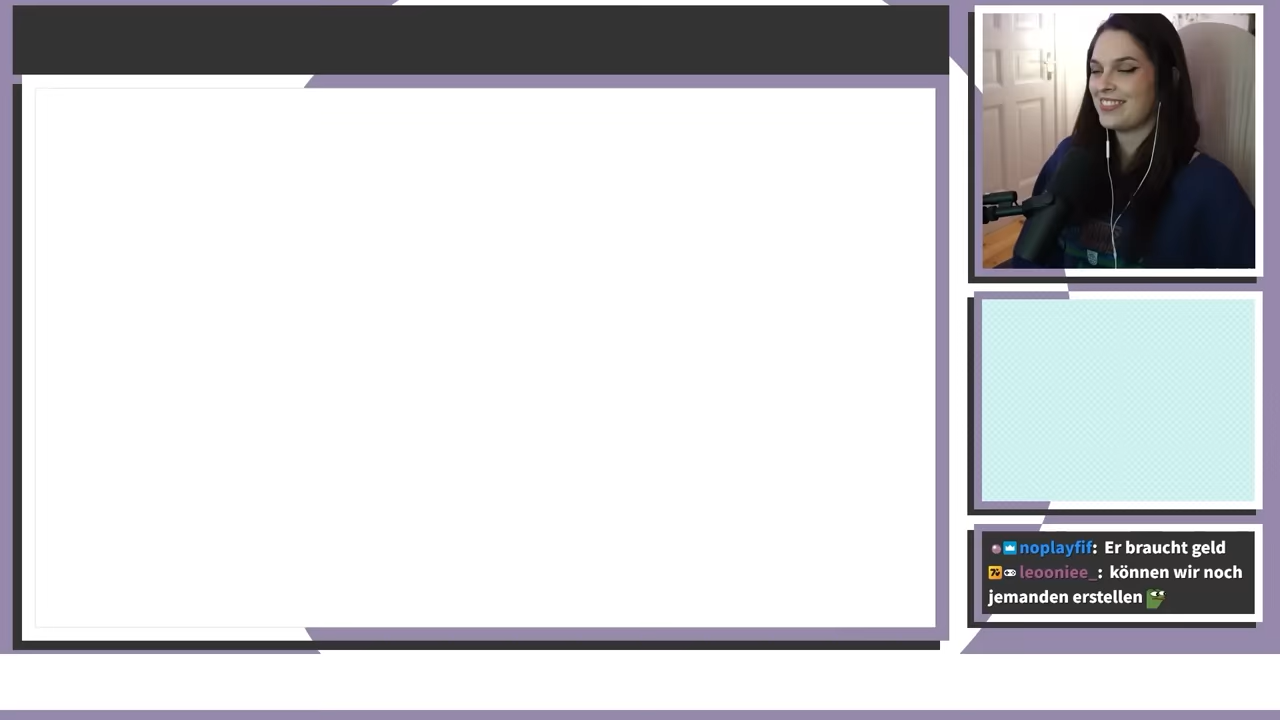 noplayfif: Er braucht geld
leooniee_: können wir noch
jemanden erstellen